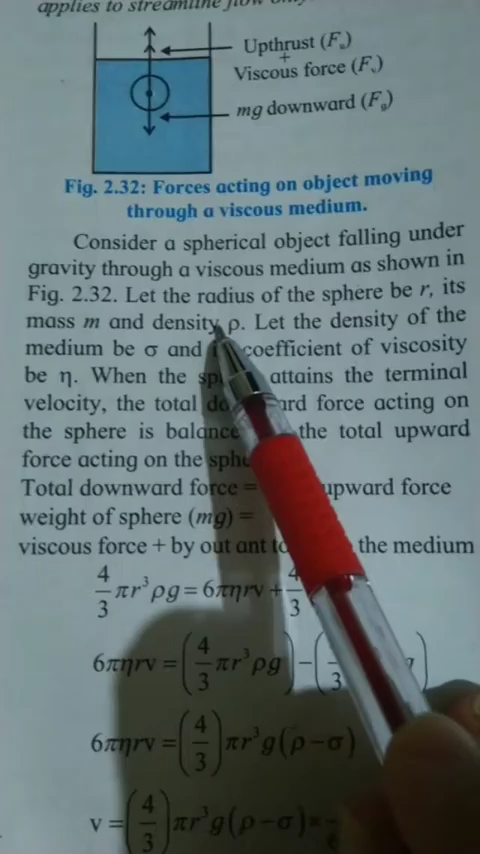 applies to streamline flow only
Upthrust (Fᵤ)
+
Viscous force (Fᵥ)
mg downward (F_g)
Fig. 2.32: Forces acting on object moving
through a viscous medium.
Consider a spherical object falling under
gravity through a viscous medium as shown in
Fig. 2.32. Let the radius of the sphere be r, its
mass m and density ρ. Let the density of the
medium be σ and coefficient of viscosity
be η. When the attains the terminal
velocity, the total force acting on
the sphere is the total upward
force acting on the
Total downward force = upward force
weight of sphere (mg) =
viscous force + by out ant the medium
4/3 πr³ρg = 6πηrv + 4/3
6πηrv = (4/3 πr³ρg) − ( /3 )
6πηrv = (4/3) πr³g(ρ−σ)
v = (4/3) πr³g(ρ−σ)×